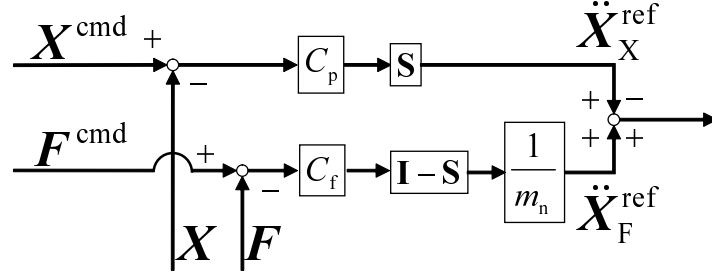 X^cmd + − C_p S Ẍ_X^ref
+ −
+ +
F^cmd + − C_f I – S 1/m_n Ẍ_F^ref
X F